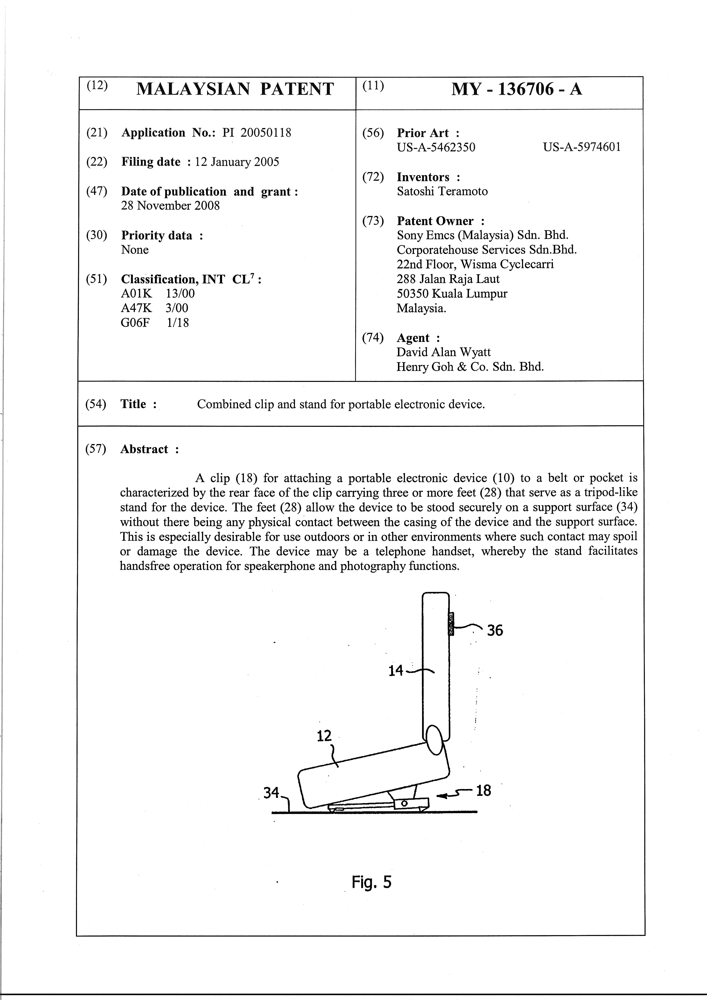 (12) MALAYSIAN PATENT
(11) MY - 136706 - A
(21) Application No.: PI 20050118
(22) Filing date : 12 January 2005
(47) Date of publication and grant :
28 November 2008
(30) Priority data :
None
(51) Classification, INT CL7 :
A01K 13/00
A47K 3/00
G06F 1/18
(56) Prior Art :
US-A-5462350 US-A-5974601
(72) Inventors :
Satoshi Teramoto
(73) Patent Owner :
Sony Emcs (Malaysia) Sdn. Bhd.
Corporatehouse Services Sdn.Bhd.
22nd Floor, Wisma Cyclecarri
288 Jalan Raja Laut
50350 Kuala Lumpur
Malaysia.
(74) Agent :
David Alan Wyatt
Henry Goh & Co. Sdn. Bhd.
(54) Title : Combined clip and stand for portable electronic device.
(57) Abstract :
A clip (18) for attaching a portable electronic device (10) to a belt or pocket is
characterized by the rear face of the clip carrying three or more feet (28) that serve as a tripod-like
stand for the device. The feet (28) allow the device to be stood securely on a support surface (34)
without there being any physical contact between the casing of the device and the support surface.
This is especially desirable for use outdoors or in other environments where such contact may spoil
or damage the device. The device may be a telephone handset, whereby the stand facilitates
handsfree operation for speakerphone and photography functions.
36
14
12
34
18
Fig. 5